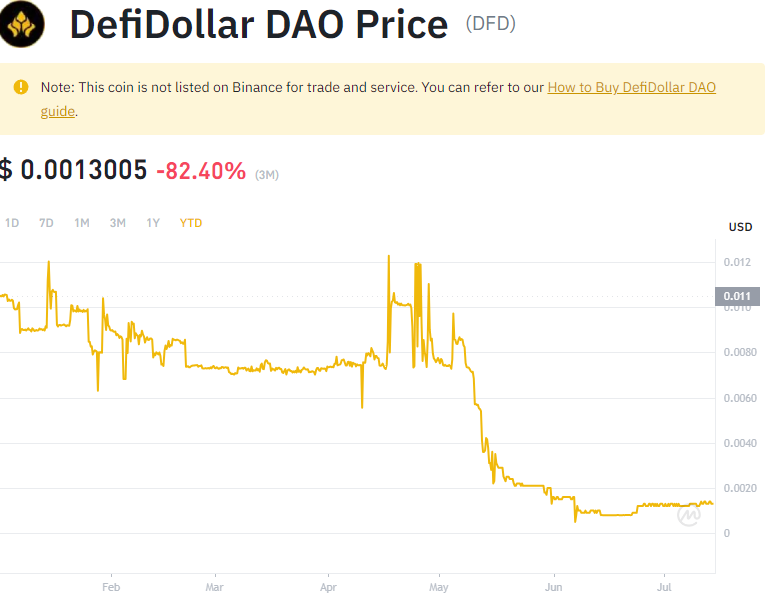 DefiDollar DAO Price (DFD)
Note: This coin is not listed on Binance for trade and service. You can refer to our How to Buy DefiDollar DAO
guide.
$ 0.0013005 -82.40% (3M)
1D 7D 1M 3M 1Y YTD
USD
0.012
0.011
0.010
0.0080
0.0060
0.0040
0.0020
0
Feb Mar Apr May Jun Jul